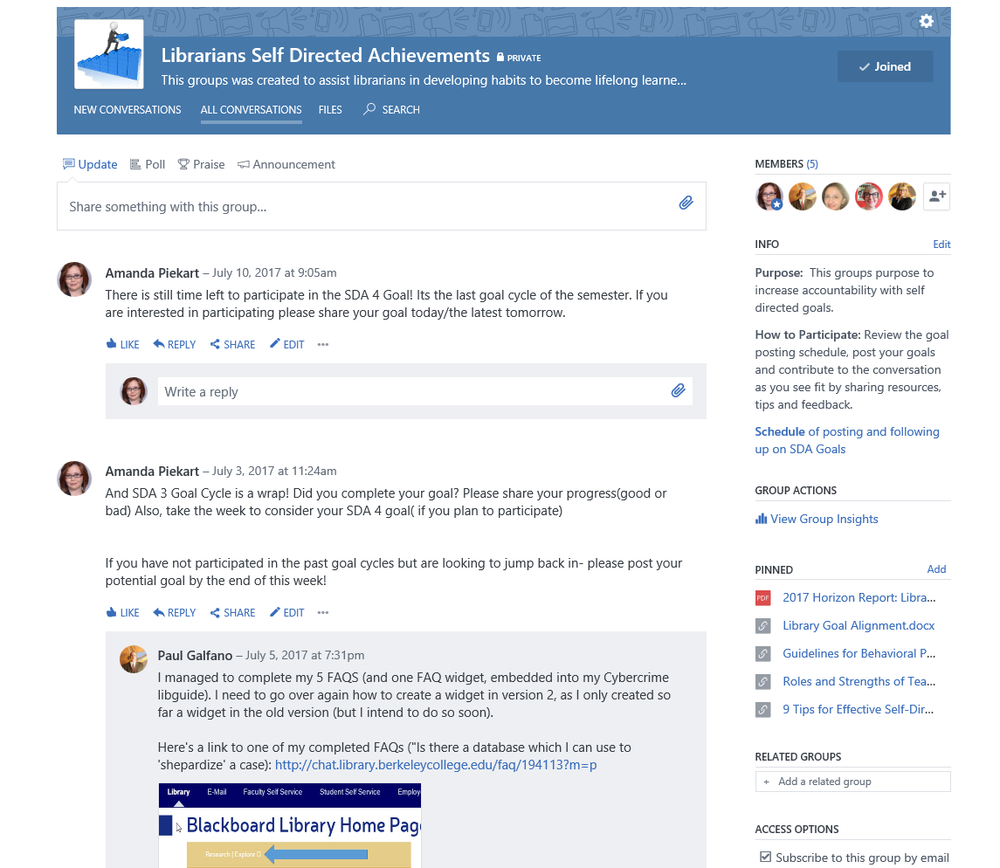 Librarians Self Directed Achievements PRIVATE
This groups was created to assist librarians in developing habits to become lifelong learne...
Joined
NEW CONVERSATIONS ALL CONVERSATIONS FILES SEARCH
Update Poll Praise Announcement
Share something with this group...
Amanda Piekart – July 10, 2017 at 9:05am
There is still time left to participate in the SDA 4 Goal! Its the last goal cycle of the semester. If you
are interested in participating please share your goal today/the latest tomorrow.
LIKE REPLY SHARE EDIT •••
Write a reply
Amanda Piekart – July 3, 2017 at 11:24am
And SDA 3 Goal Cycle is a wrap! Did you complete your goal? Please share your progress(good or
bad) Also, take the week to consider your SDA 4 goal( if you plan to participate)
If you have not participated in the past goal cycles but are looking to jump back in- please post your
potential goal by the end of this week!
LIKE REPLY SHARE EDIT •••
Paul Galfano – July 5, 2017 at 7:31pm
I managed to complete my 5 FAQS (and one FAQ widget, embedded into my Cybercrime
libguide). I need to go over again how to create a widget in version 2, as I only created so
far a widget in the old version (but I intend to do so soon).
Here's a link to one of my completed FAQs ("Is there a database which I can use to
'shepardize' a case): http://chat.library.berkeleycollege.edu/faq/194113?m=p
Library E-Mail Faculty Self Service Student Self Service Employ
Blackboard Library Home Page
Research | Explore
MEMBERS (5)
INFO Edit
Purpose: This groups purpose to
increase accountability with self
directed goals.
How to Participate: Review the goal
posting schedule, post your goals
and contribute to the conversation
as you see fit by sharing resources,
tips and feedback.
Schedule of posting and following
up on SDA Goals
GROUP ACTIONS
View Group Insights
PINNED Add
PDF 2017 Horizon Report: Libra...
Library Goal Alignment.docx
Guidelines for Behavioral P...
Roles and Strengths of Tea...
9 Tips for Effective Self-Dir...
RELATED GROUPS
+ Add a related group
ACCESS OPTIONS
Subscribe to this group by email